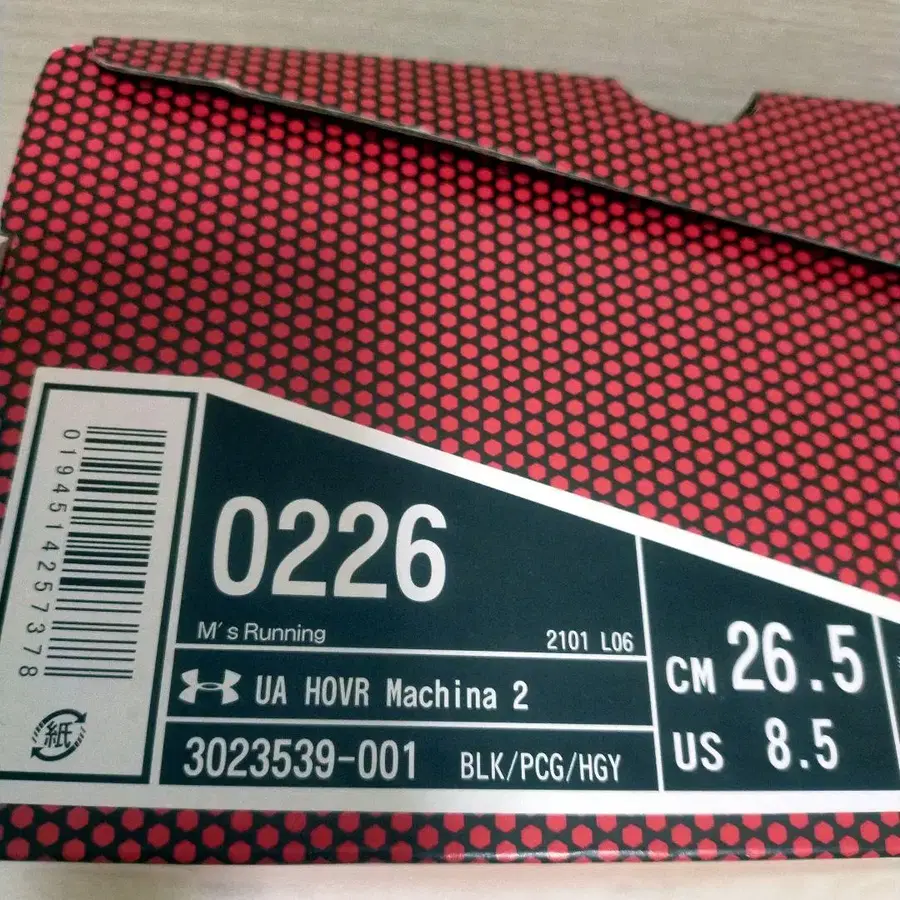 0194514257378
紙
0226
M's Running
2101 L06
UA HOVR Machina 2
3023539-001
BLK/PCG/HGY
CM 26.5
US 8.5